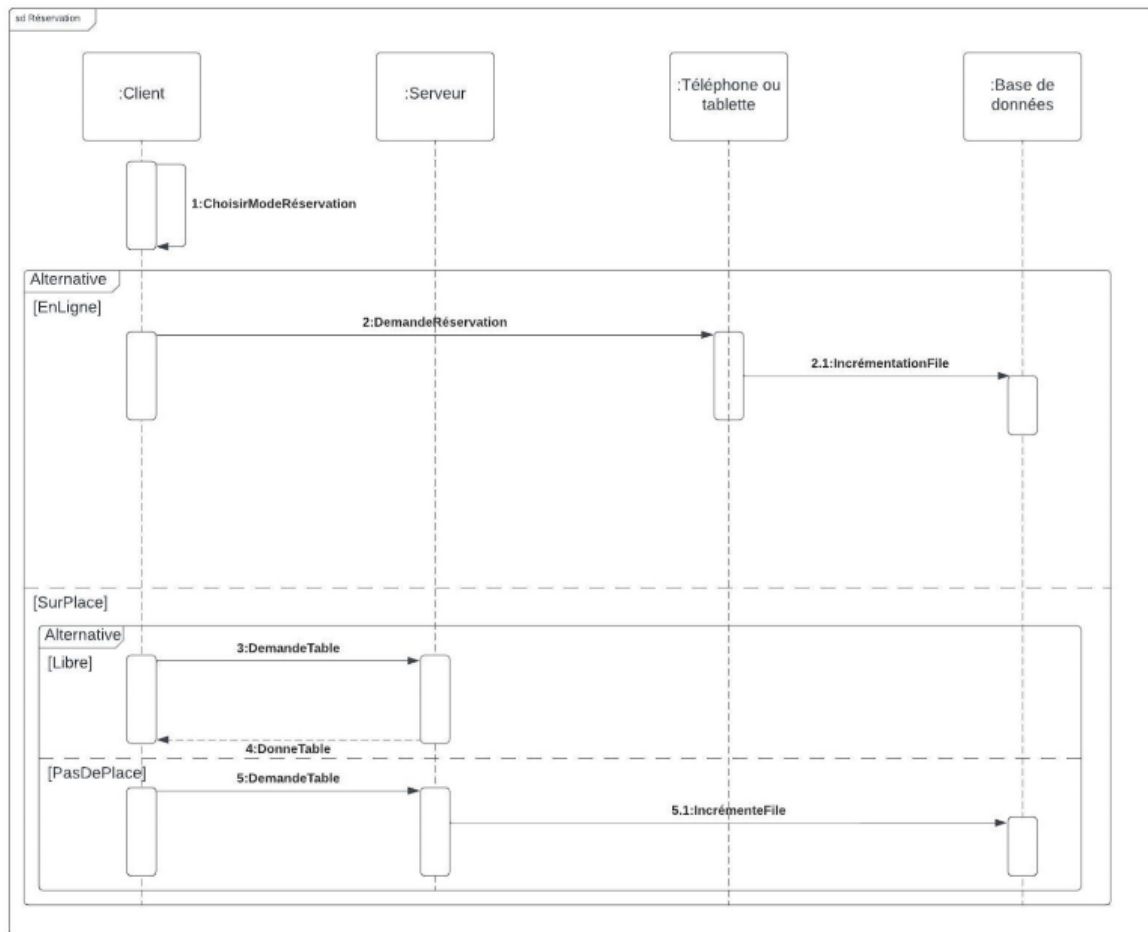 sd Réservation
:Client
:Serveur
:Téléphone ou
tablette
:Base de
données
1:ChoisirModeRéservation
Alternative
[EnLigne]
2:DemandeRéservation
2.1:IncrémentationFile
[SurPlace]
Alternative
[Libre]
3:DemandeTable
4:DonneTable
[PasDePlace]
5:DemandeTable
5.1:IncrémenteFile